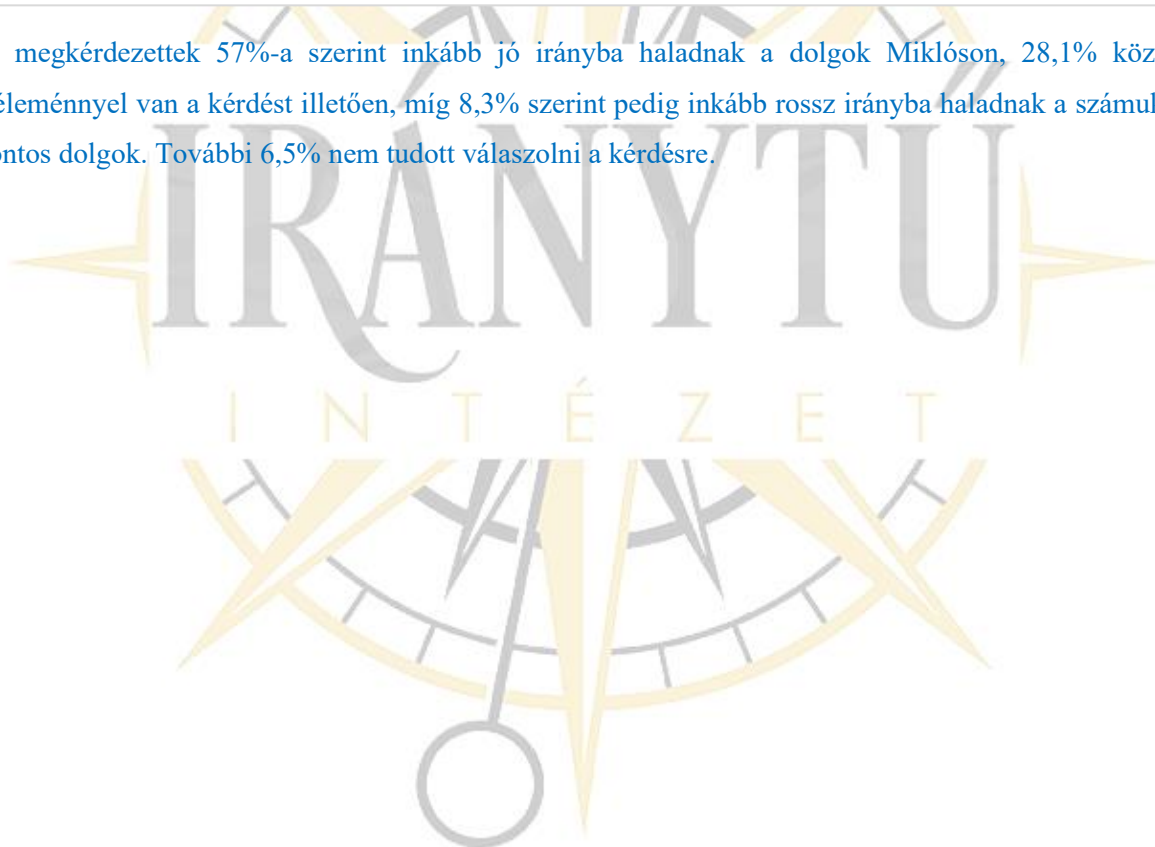 megkérdezettek 57%-a szerint inkább jó irányba haladnak a dolgok Miklóson, 28,1% köz
éleménnyel van a kérdést illetően, míg 8,3% szerint pedig inkább rossz irányba haladnak a számul
ontos dolgok. További 6,5% nem tudott válaszolni a kérdésre.
IRÁNYTŰ
INTÉZET